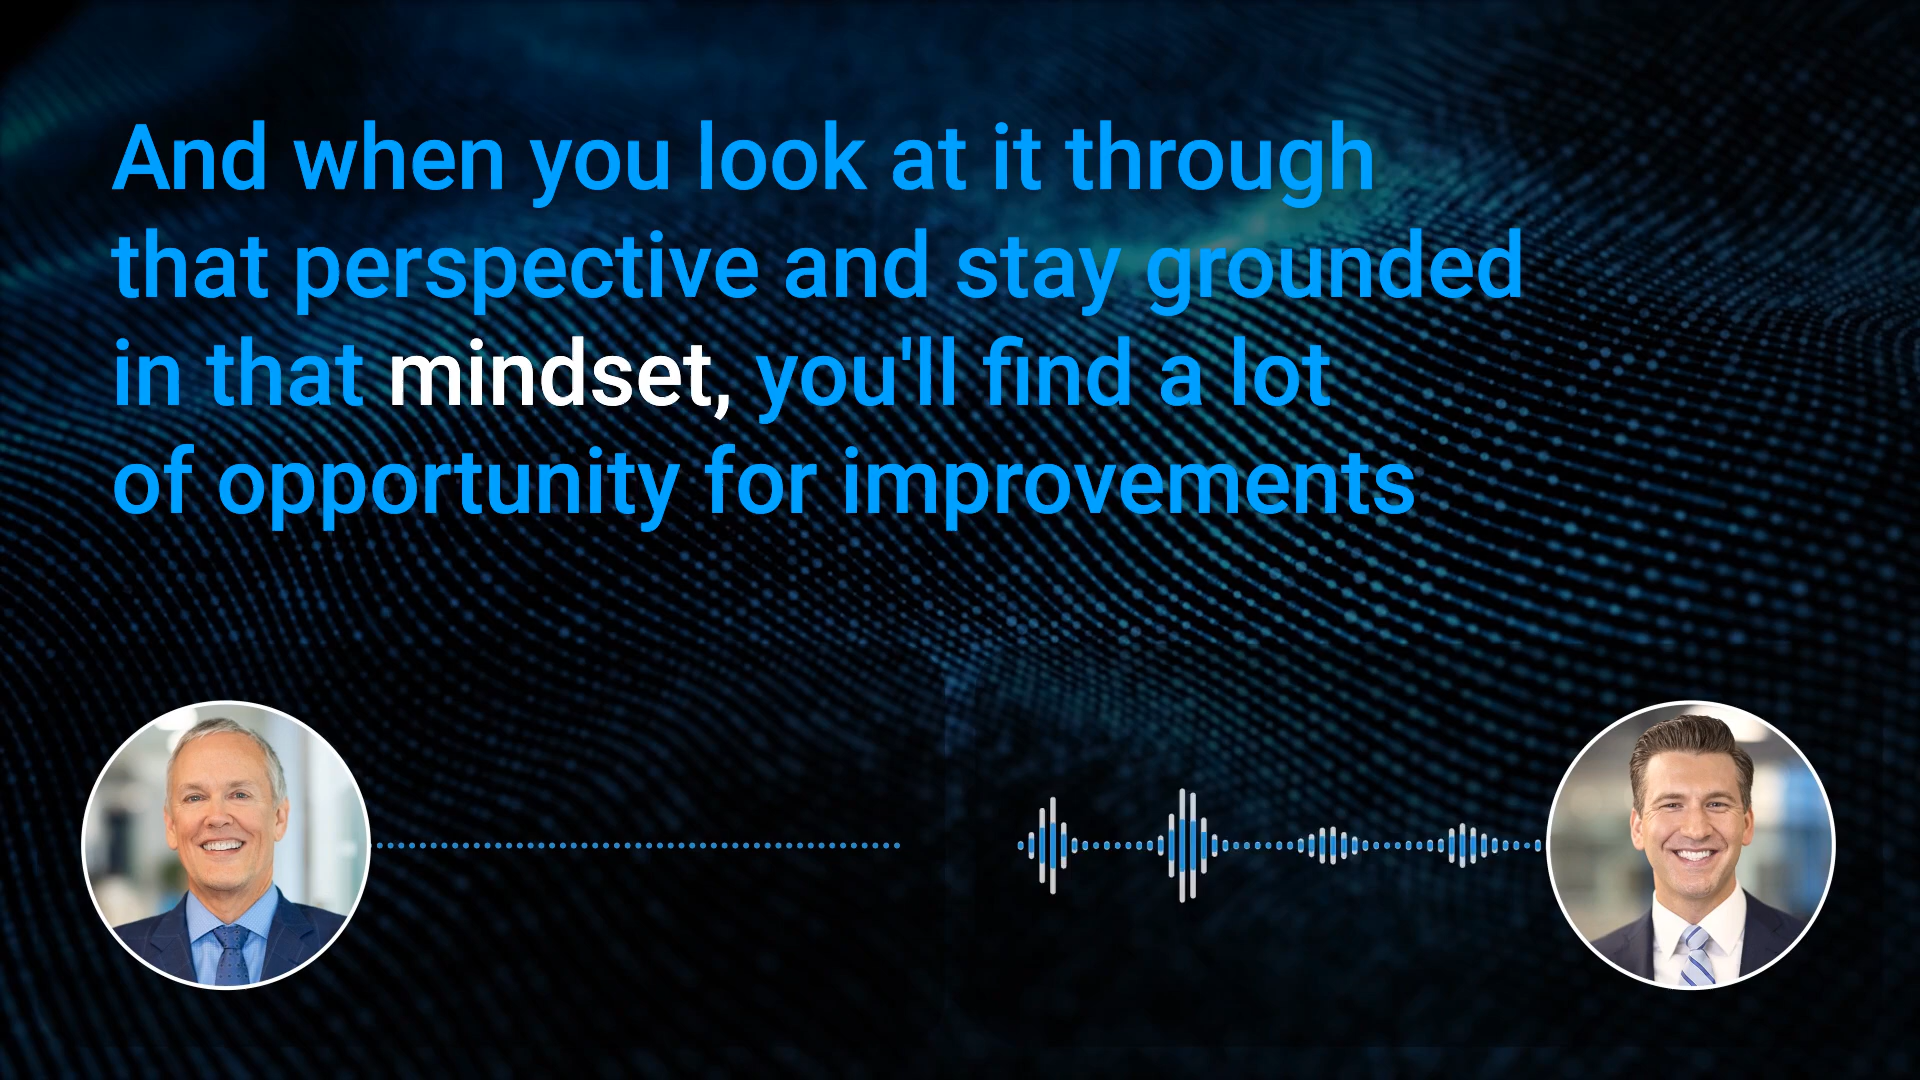 And when you look at it through
that perspective and stay grounded
in that mindset, you'll find a lot
of opportunity for improvements